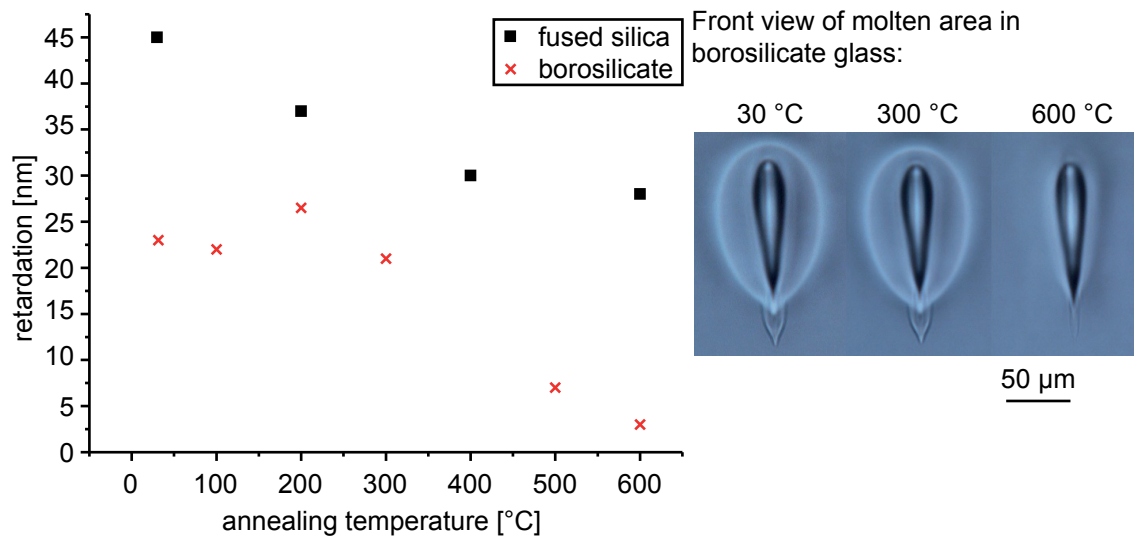 45
40
35
30
25
20
15
10
5
0
retardation [nm]
0 100 200 300 400 500 600
annealing temperature [°C]
fused silica
borosilicate
Front view of molten area in
borosilicate glass:
30 °C 300 °C 600 °C
50 µm